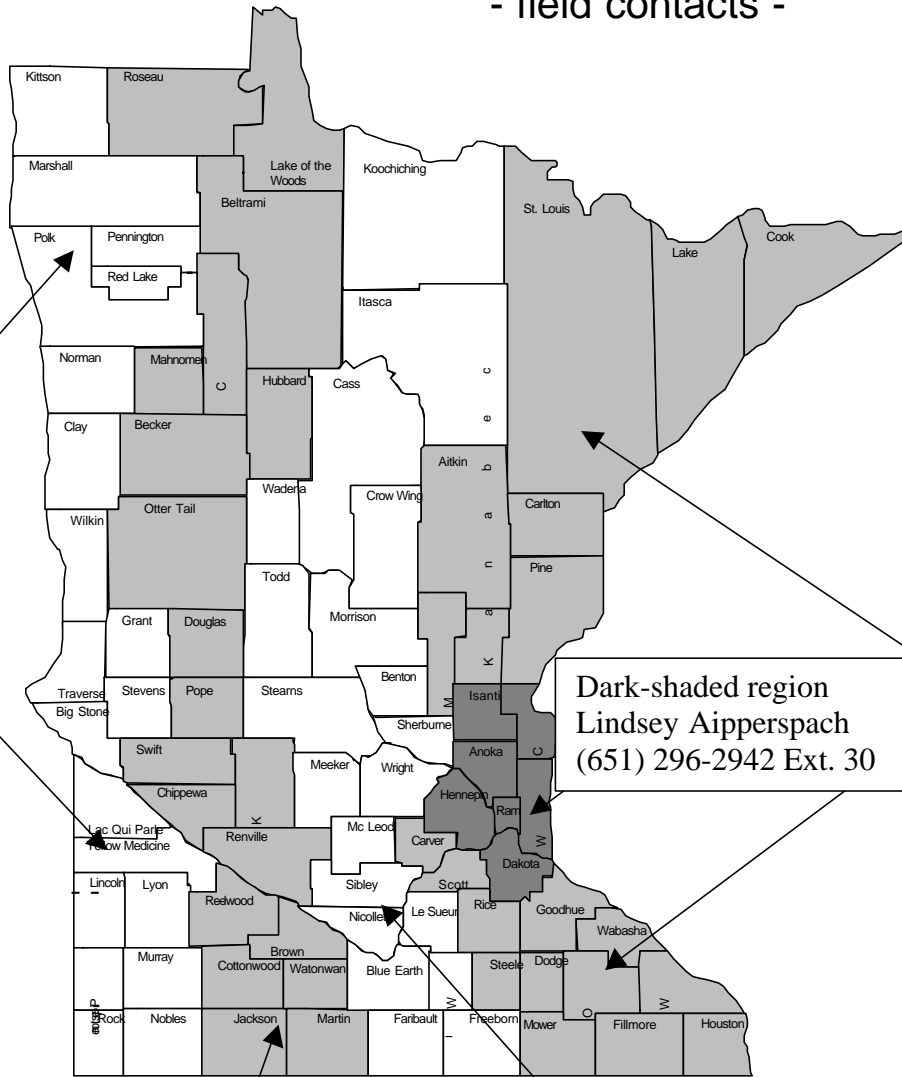 - field contacts -
Kittson
Roseau
Lake of the
Woods
Koochiching
Marshall
Beltrami
St. Louis
Cook
Polk
Pennington
Lake
Red Lake
Itasca
Norman
Mahnomen
C
Hubbard
Cass
c
e
b
a
n
a
K
Clay
Becker
Aitkin
Wadena
Crow Wing
Carlton
Wilkin
Otter Tail
Pine
Todd
Morrison
Grant
Douglas
Benton
Traverse
Stevens
Pope
Stearns
M
Isanti
Big Stone
Sherburne
C
Swift
Meeker
Wright
Anoka
Chippewa
K
Hennepin
Ram
W
Lac Qui Parle
Yellow Medicine
Renville
Mc Leod
Carver
Dakota
Lincoln
Lyon
Redwood
Sibley
Scott
Nicolle
Le Sueur
Rice
Goodhue
Wabasha
Murray
Brown
Cottonwood
Watonwan
Blue Earth
W
Steele
Dodge
O
W
Rock
Nobles
Jackson
Martin
Faribault
Freeborn
Mower
Fillmore
Houston
Dark-shaded region
Lindsey Aipperspach
(651) 296-2942 Ext. 30